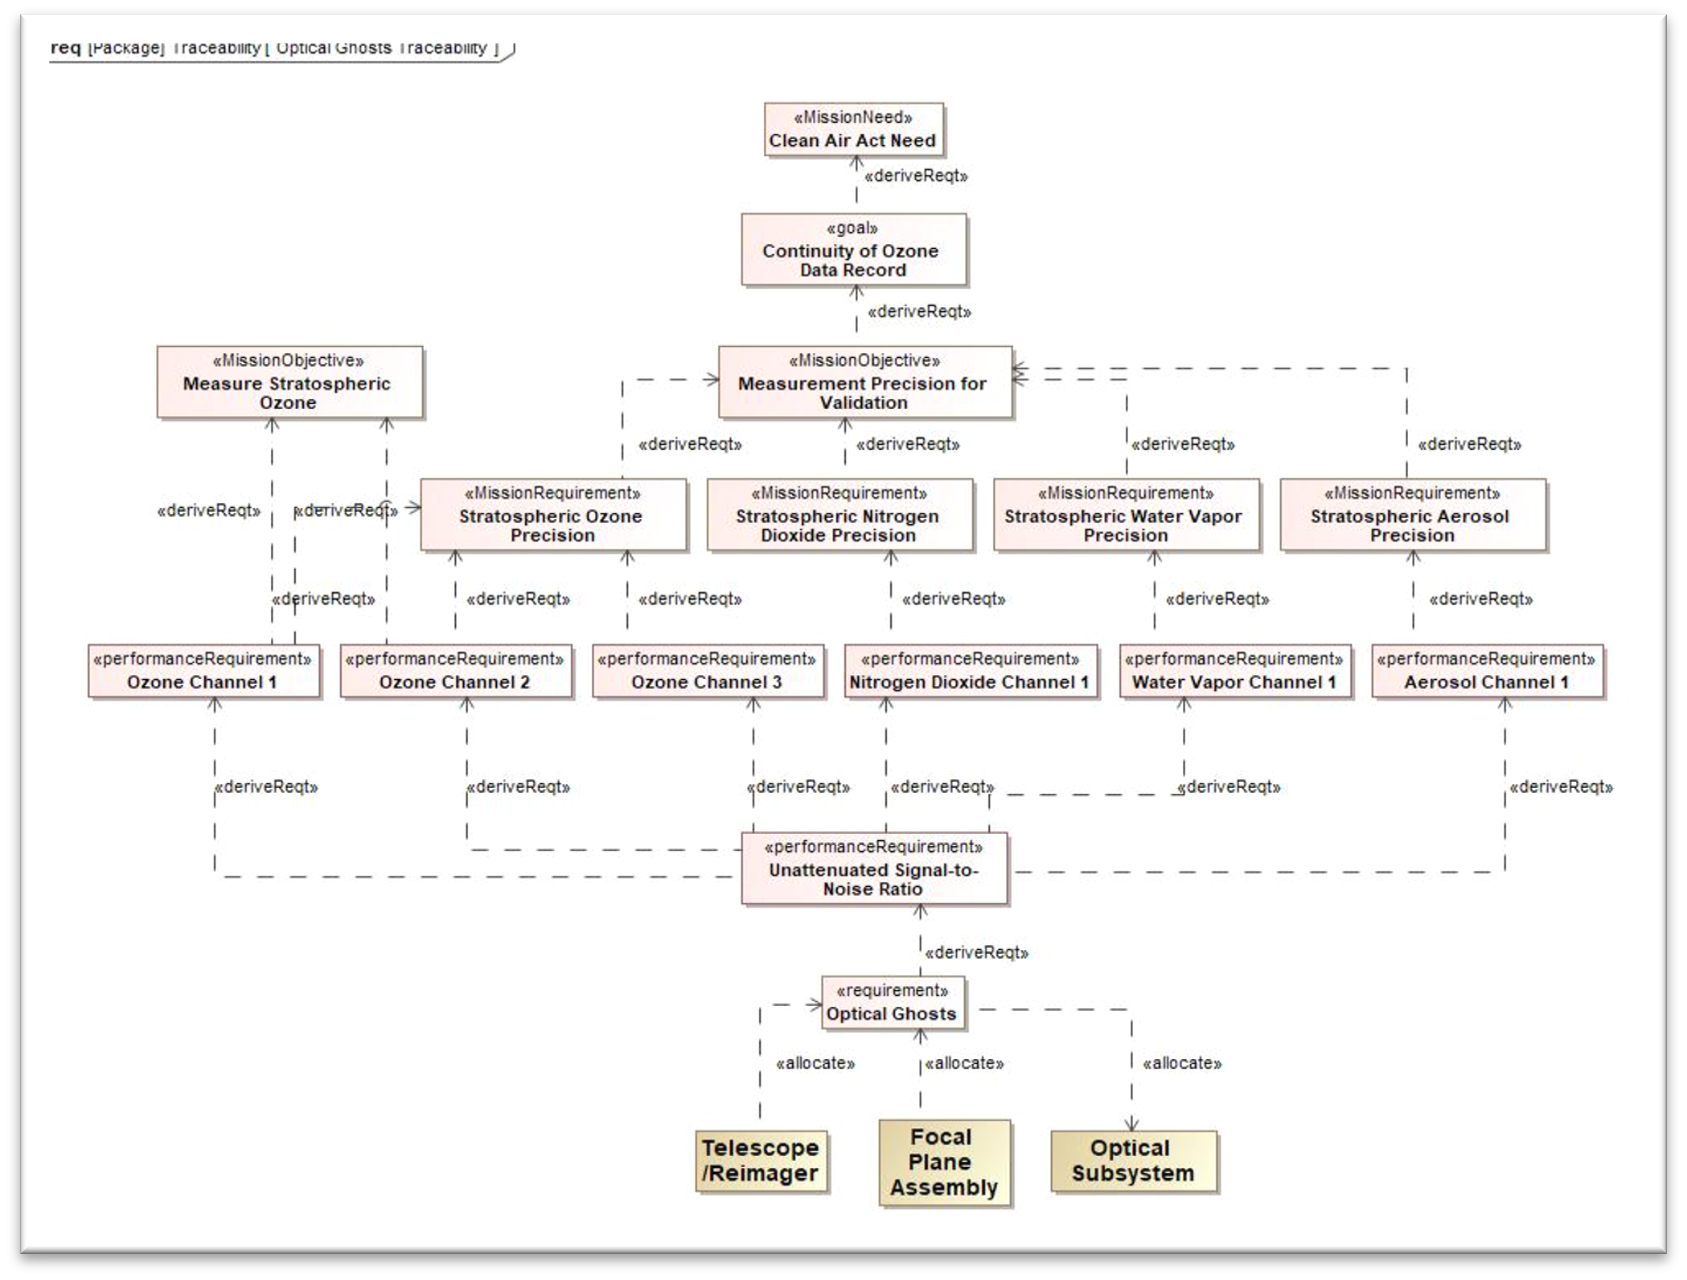 req [Package] Traceability [ Optical Ghosts Traceability ]
«MissionNeed»
Clean Air Act Need
«deriveReqt»
«goal»
Continuity of Ozone
Data Record
«deriveReqt»
«MissionObjective»
Measure Stratospheric
Ozone
«MissionObjective»
Measurement Precision for
Validation
«deriveReqt»
«deriveReqt»
«deriveReqt»
«deriveReqt»
«deriveReqt»
«deriveReqt»
«MissionRequirement»
Stratospheric Ozone
Precision
«MissionRequirement»
Stratospheric Nitrogen
Dioxide Precision
«MissionRequirement»
Stratospheric Water Vapor
Precision
«MissionRequirement»
Stratospheric Aerosol
Precision
«deriveReqt»
«deriveReqt»
«deriveReqt»
«deriveReqt»
«deriveReqt»
«deriveReqt»
«performanceRequirement»
Ozone Channel 1
«performanceRequirement»
Ozone Channel 2
«performanceRequirement»
Ozone Channel 3
«performanceRequirement»
Nitrogen Dioxide Channel 1
«performanceRequirement»
Water Vapor Channel 1
«performanceRequirement»
Aerosol Channel 1
«deriveReqt»
«deriveReqt»
«deriveReqt»
«deriveReqt»
«deriveReqt»
«deriveReqt»
«performanceRequirement»
Unattenuated Signal-to-
Noise Ratio
«deriveReqt»
«requirement»
Optical Ghosts
«allocate»
«allocate»
«allocate»
Telescope
/Reimager
Focal
Plane
Assembly
Optical
Subsystem